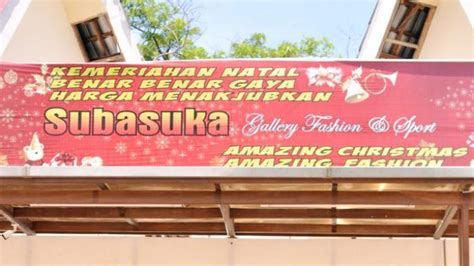 KEMERIAHAN NATAL
BENAR BENAR GAYA
HARGA MENAKJUBKAN
Subasuka Gallery Fashion & Sport
AMAZING CHRISTMAS
AMAZING FASHION